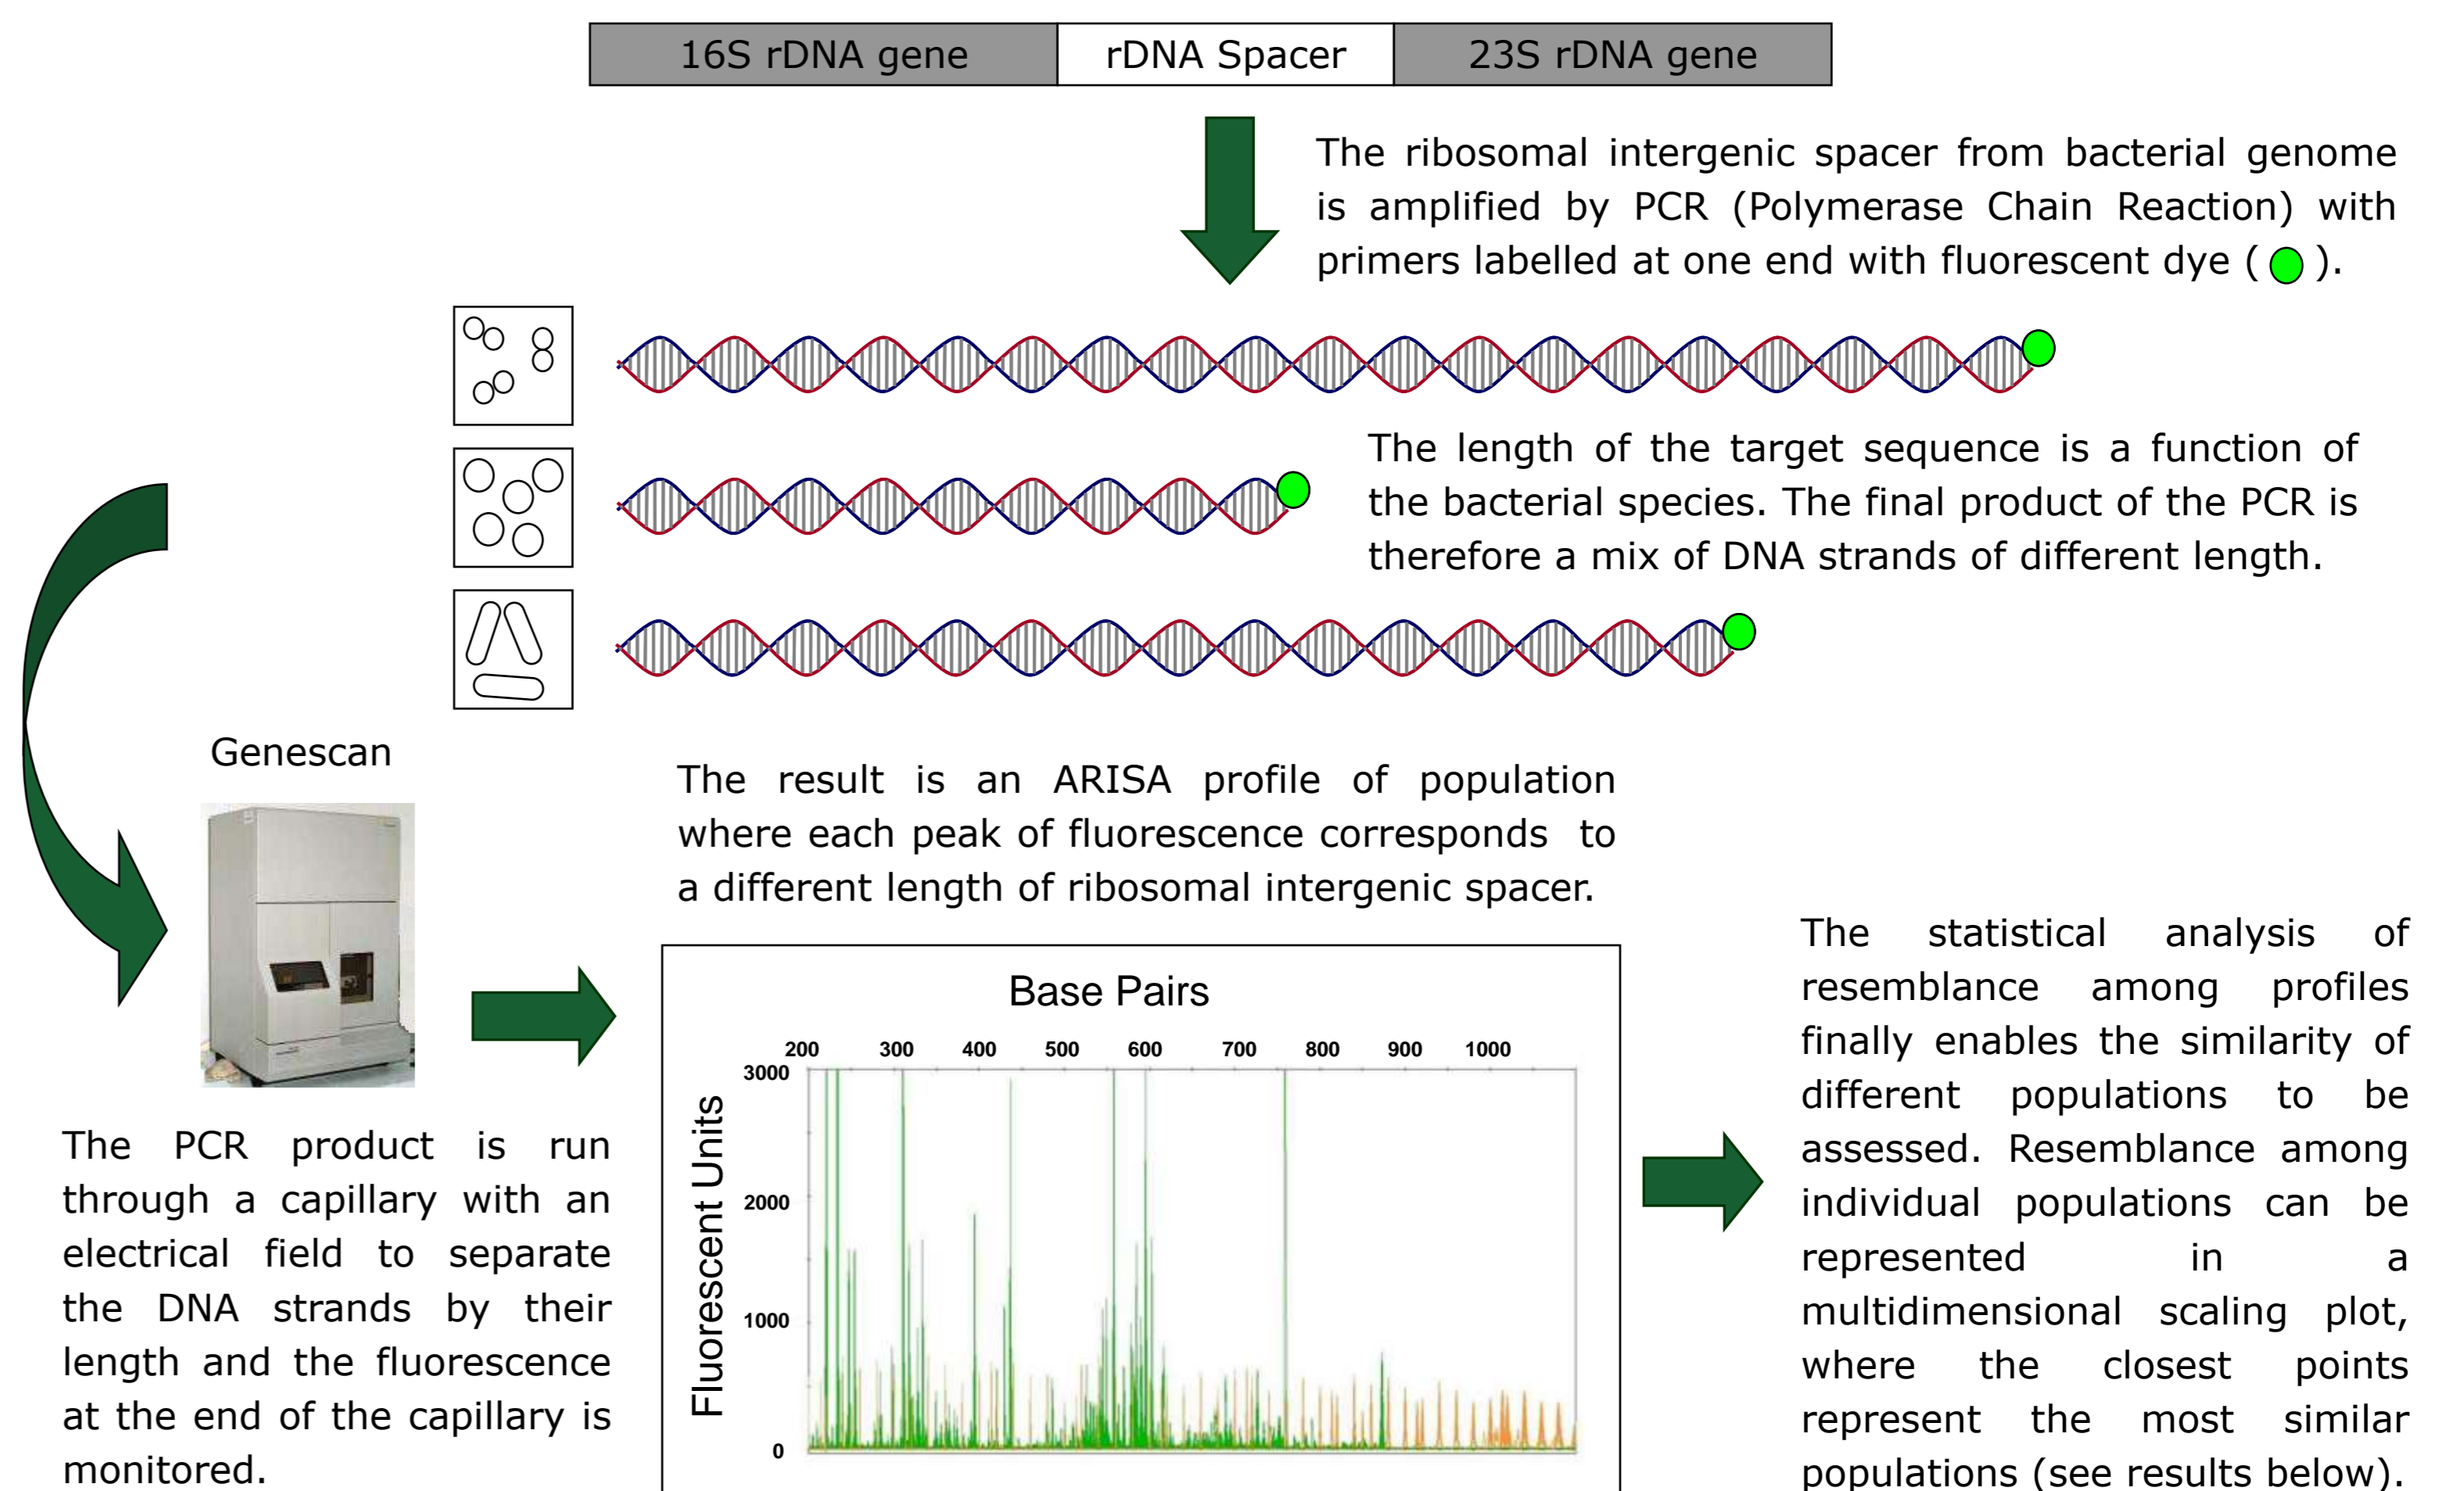 16S rDNA gene rDNA Spacer 23S rDNA gene
The ribosomal intergenic spacer from bacterial genome
is amplified by PCR (Polymerase Chain Reaction) with
primers labelled at one end with fluorescent dye ( ).
The length of the target sequence is a function of
the bacterial species. The final product of the PCR is
therefore a mix of DNA strands of different length.
Genescan
The PCR product is run
through a capillary with an
electrical field to separate
the DNA strands by their
length and the fluorescence
at the end of the capillary is
monitored.
The result is an ARISA profile of population
where each peak of fluorescence corresponds to
a different length of ribosomal intergenic spacer.
Base Pairs
200 300 400 500 600 700 800 900 1000
Fluorescent Units
3000
2000
1000
0
The statistical analysis of
resemblance among profiles
finally enables the similarity of
different populations to be
assessed. Resemblance among
individual populations can be
represented in a
multidimensional scaling plot,
where the closest points
represent the most similar
populations (see results below).